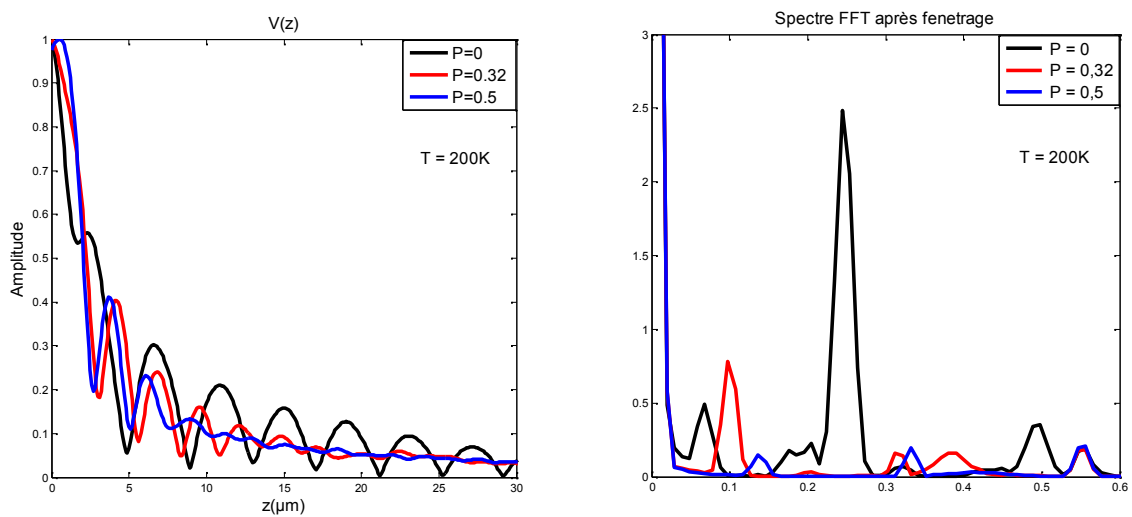 V(z)
1
0.9
0.8
0.7
0.6
0.5
0.4
0.3
0.2
0.1
0
Amplitude
P=0
P=0.32
P=0.5
T = 200K
0
5
10
15
20
25
30
z(µm)
Spectre FFT après fenetrage
3
2.5
2
1.5
1
0.5
0
P = 0
P = 0,32
P = 0,5
T = 200K
0
0.1
0.2
0.3
0.4
0.5
0.6